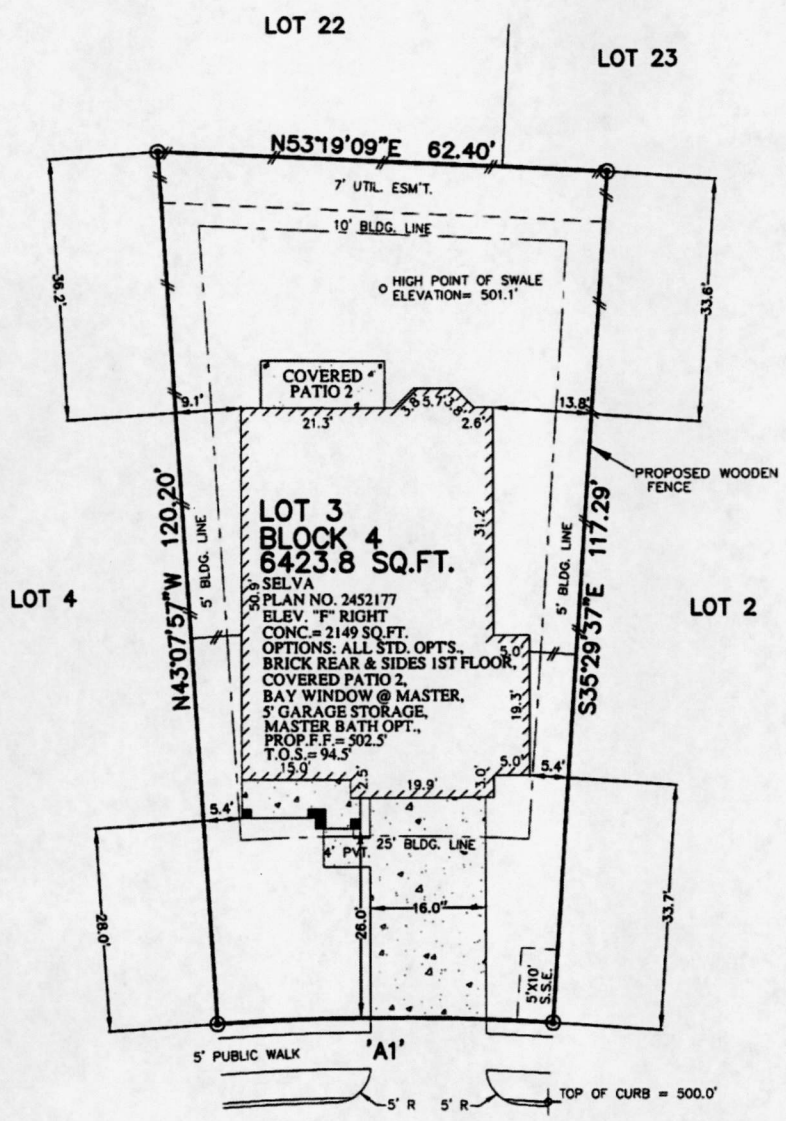 LOT 22
LOT 23
N53°19'09"E 62.40'
7' UTIL. ESM'T.
10' BLDG. LINE
HIGH POINT OF SWALE
ELEVATION= 501.1'
36.2'
33.6'
COVERED
PATIO 2
9.1'
13.8'
3.8'
5.7'
3.8'
21.3'
2.6'
PROPOSED WOODEN
FENCE
N43°07'57"W 120.20'
5' BLDG. LINE
31.2'
5' BLDG. LINE
S35°29'37"E 117.29'
LOT 4
LOT 2
50.9'
LOT 3
BLOCK 4
6423.8 SQ.FT.
SELVA
PLAN NO. 2452177
ELEV. "F" RIGHT
CONC.= 2149 SQ.FT.
OPTIONS: ALL STD. OPT'S.,
BRICK REAR & SIDES 1ST FLOOR,
COVERED PATIO 2,
BAY WINDOW @ MASTER,
5' GARAGE STORAGE,
MASTER BATH OPT.,
PROP.F.F.= 502.5'
T.O.S.= 94.5'
5.0'
19.3'
15.0'
2.5'
19.9'
3.0'
5.0'
5.4'
5.4'
25' BLDG. LINE
4' PVT.
28.0'
26.0'
16.0"
33.7'
5'X10'
S.S.E.
5' PUBLIC WALK
'A1'
5' R
5' R
TOP OF CURB = 500.0'